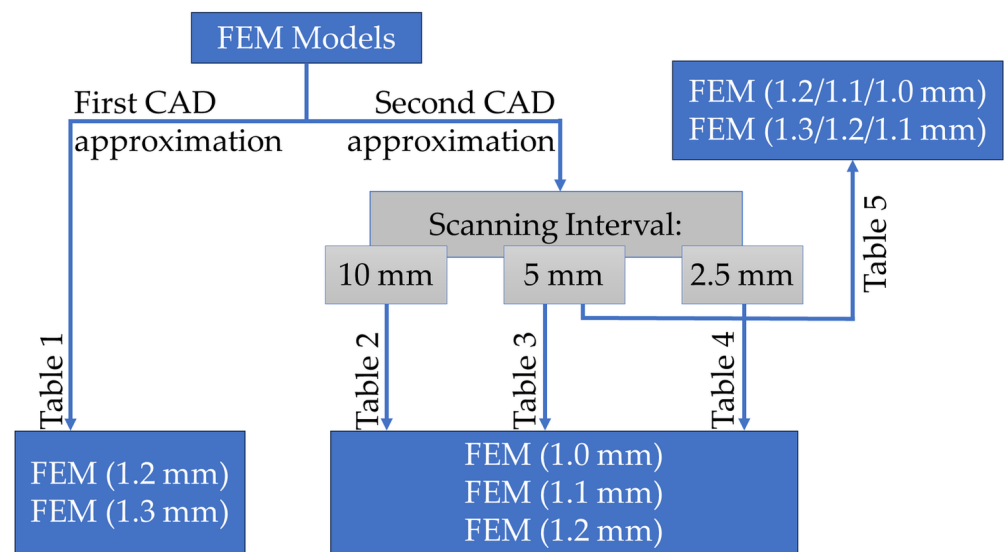 FEM Models
First CAD
approximation
Second CAD
approximation
FEM (1.2/1.1/1.0 mm)
FEM (1.3/1.2/1.1 mm)
Scanning Interval:
10 mm
5 mm
2.5 mm
Table 5
Table 1
Table 2
Table 3
Table 4
FEM (1.2 mm)
FEM (1.3 mm)
FEM (1.0 mm)
FEM (1.1 mm)
FEM (1.2 mm)